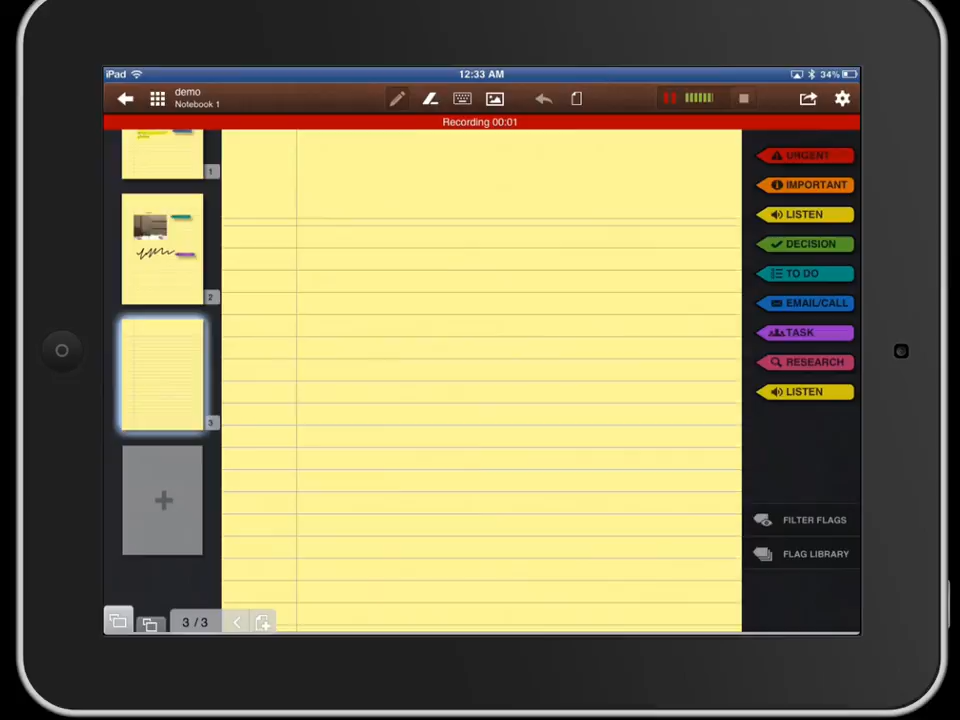 iPad 12:33 AM 34%
demo
Notebook 1
Recording 00:01
1
2
3
URGENT
IMPORTANT
LISTEN
DECISION
TO DO
EMAIL/CALL
TASK
RESEARCH
LISTEN
FILTER FLAGS
FLAG LIBRARY
3 / 3